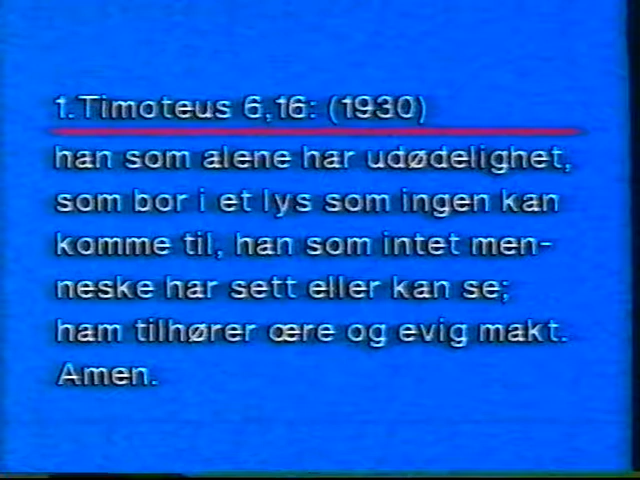 1.Timoteus 6,16: (1930)
han som alene har udødelighet,
som bor i et lys som ingen kan
komme til, han som intet men-
neske har sett eller kan se;
ham tilhører ære og evig makt.
Amen.